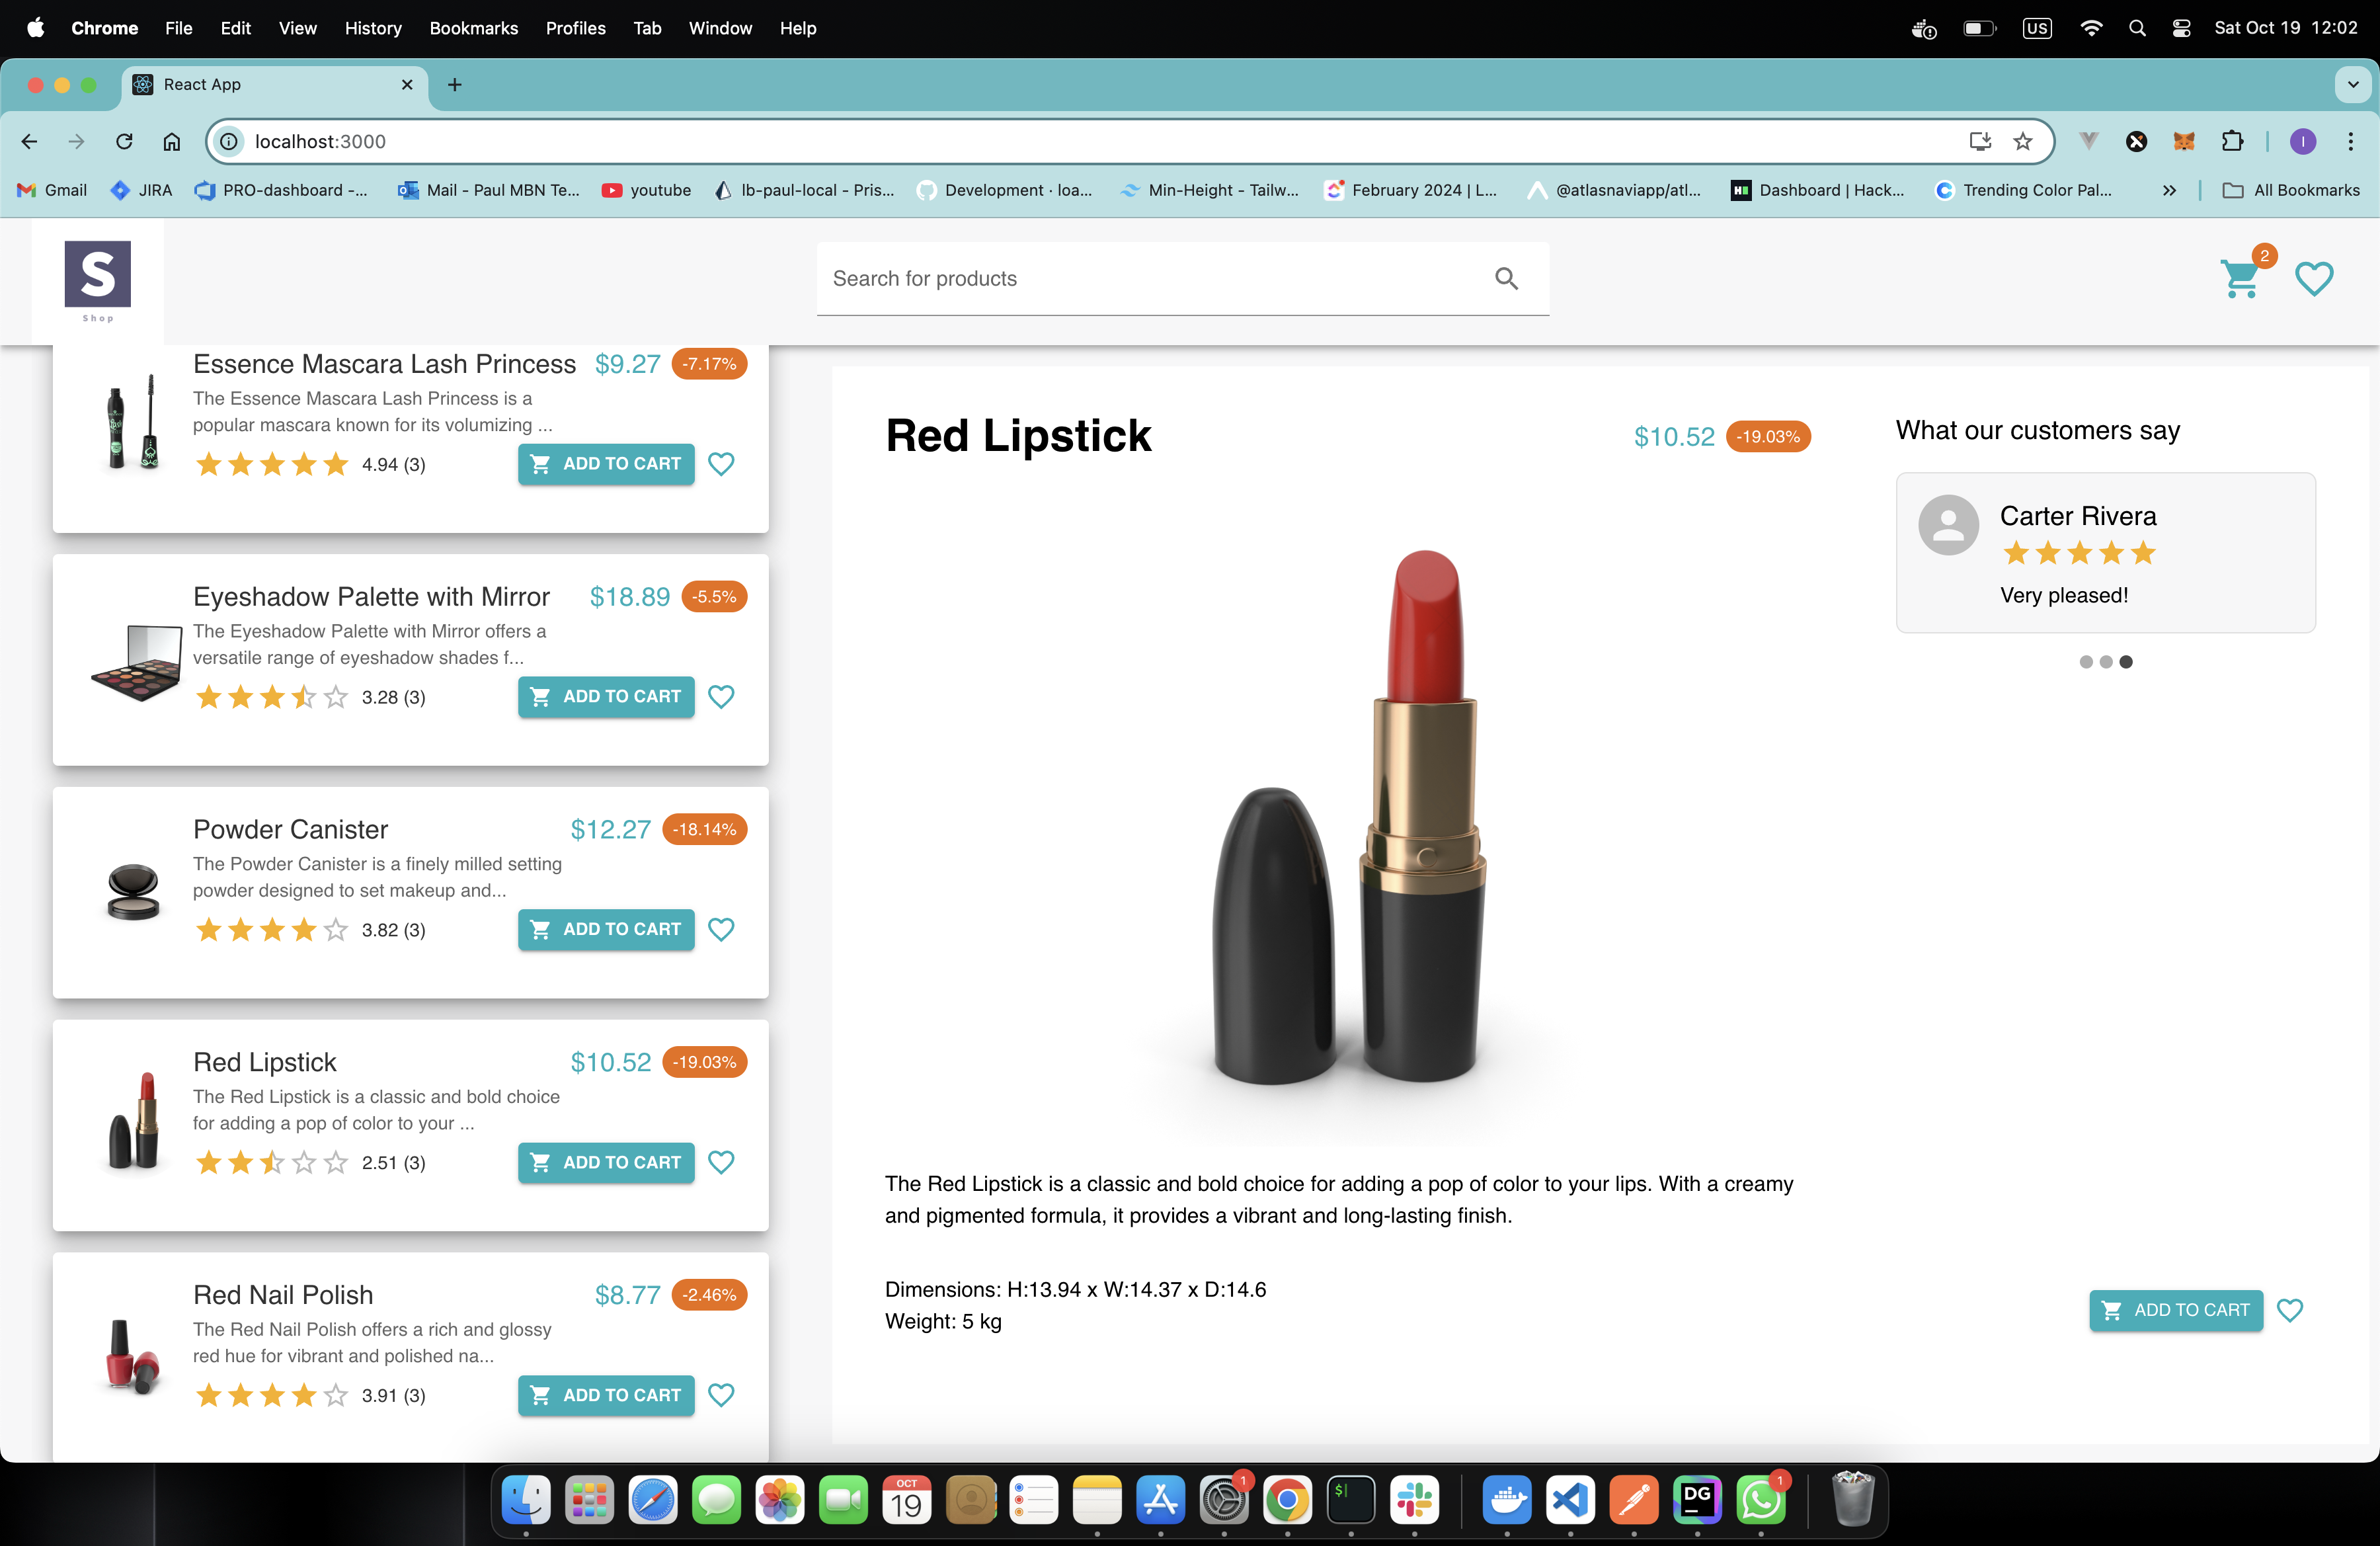 Chrome File Edit View History Bookmarks Profiles Tab Window Help
US Sat Oct 19 12:02
React App
localhost:3000
I
Gmail JIRA PRO-dashboard -... Mail - Paul MBN Te... youtube lb-paul-local - Pris... Development · loa... Min-Height - Tailw... February 2024 | L... @atlasnaviapp/atl... Dashboard | Hack... Trending Color Pal... All Bookmarks
S
Shop
Search for products
2
Essence Mascara Lash Princess $9.27 -7.17%
The Essence Mascara Lash Princess is a
popular mascara known for its volumizing ...
4.94 (3) ADD TO CART
Eyeshadow Palette with Mirror $18.89 -5.5%
The Eyeshadow Palette with Mirror offers a
versatile range of eyeshadow shades f...
3.28 (3) ADD TO CART
Powder Canister $12.27 -18.14%
The Powder Canister is a finely milled setting
powder designed to set makeup and...
3.82 (3) ADD TO CART
Red Lipstick $10.52 -19.03%
The Red Lipstick is a classic and bold choice
for adding a pop of color to your ...
2.51 (3) ADD TO CART
Red Nail Polish $8.77 -2.46%
The Red Nail Polish offers a rich and glossy
red hue for vibrant and polished na...
3.91 (3) ADD TO CART
Red Lipstick $10.52 -19.03%
The Red Lipstick is a classic and bold choice for adding a pop of color to your lips. With a creamy
and pigmented formula, it provides a vibrant and long-lasting finish.
Dimensions: H:13.94 x W:14.37 x D:14.6
Weight: 5 kg
What our customers say
Carter Rivera
Very pleased!
ADD TO CART
OCT
19
1
$
DG
1